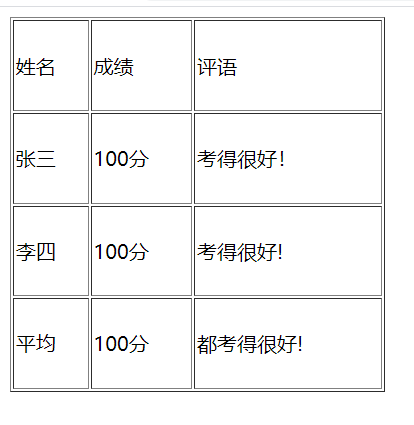 姓名 成绩 评语
张三 100分 考得很好！
李四 100分 考得很好!
平均 100分 都考得很好!